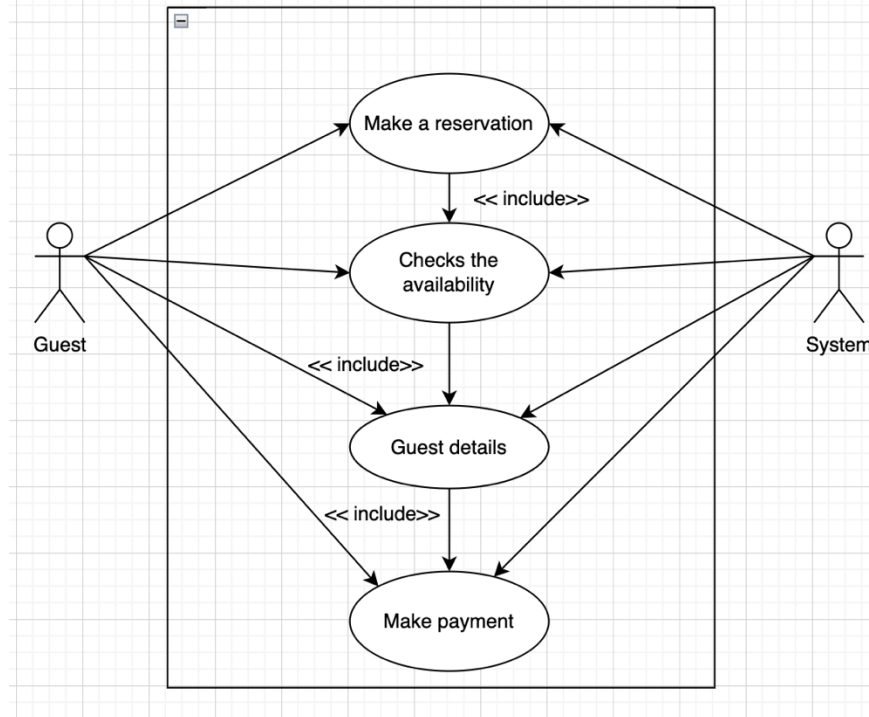 Make a reservation
<< include>>
Checks the
availability
Guest
System
<< include>>
Guest details
<< include>>
Make payment